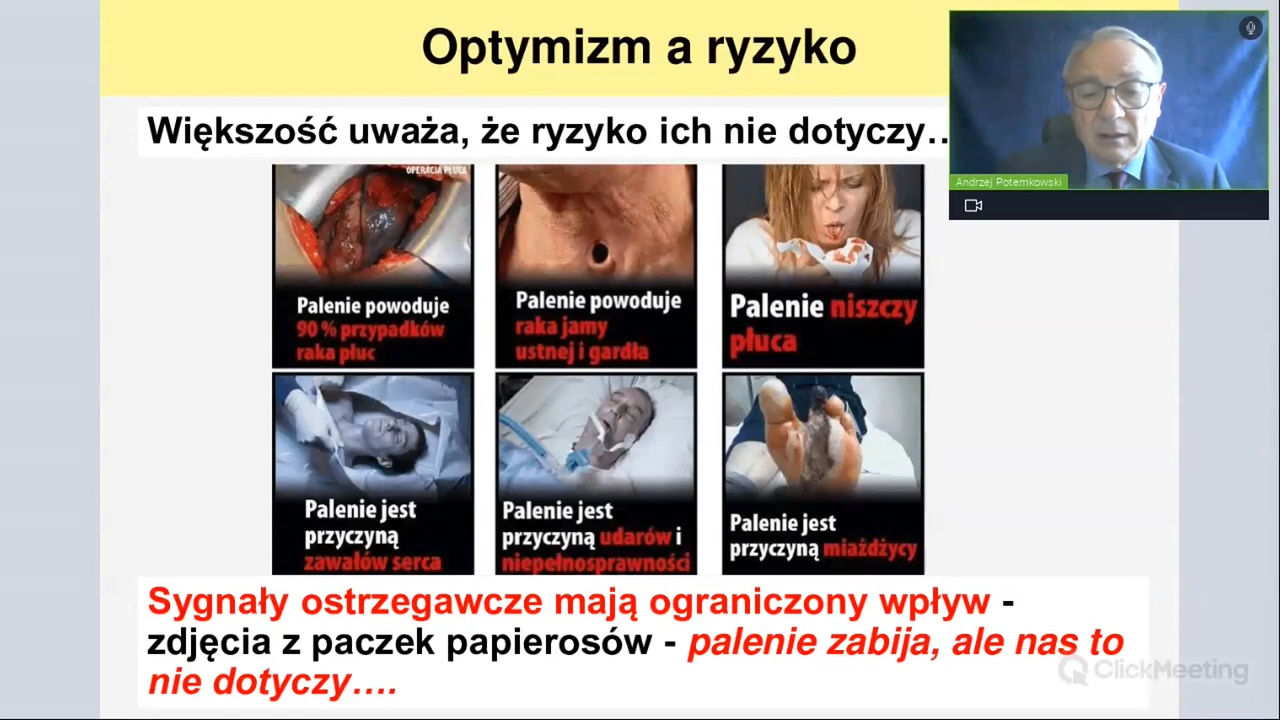 Optymizm a ryzyko
Większość uważa, że ryzyko ich nie dotyczy…
Andrzej Potemkowski
OPERACJA PŁUCA
Palenie powoduje
90 % przypadków
raka płuc
Palenie powoduje
raka jamy
ustnej i gardła
Palenie niszczy
płuca
Palenie jest
przyczyną
zawałów serca
Palenie jest
przyczyną udarów i
niepełnosprawności
Palenie jest
przyczyną miażdżycy
Sygnały ostrzegawcze mają ograniczony wpływ -
zdjęcia z paczek papierosów - palenie zabija, ale nas to
nie dotyczy….
ClickMeeting